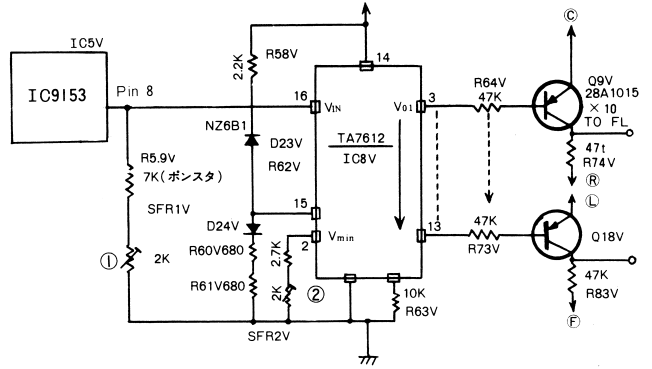 IC5V
IC9153
Pin 8
2.2K
R58V
14
16
VIN
NZ6B1
D23V
R62V
TA7612
IC8V
V01
3
R64V
47K
Q9V
28A1015
×10
TO FL
47t
R74V
Ⓒ
Ⓡ
Ⓛ
R5.9V
7K(ポンスタ)
SFR1V
①
2K
15
D24V
R60V680
R61V680
2
Vmin
2.7K
2K
②
SFR2V
10K
R63V
13
47K
R73V
Q18V
47K
R83V
Ⓕ